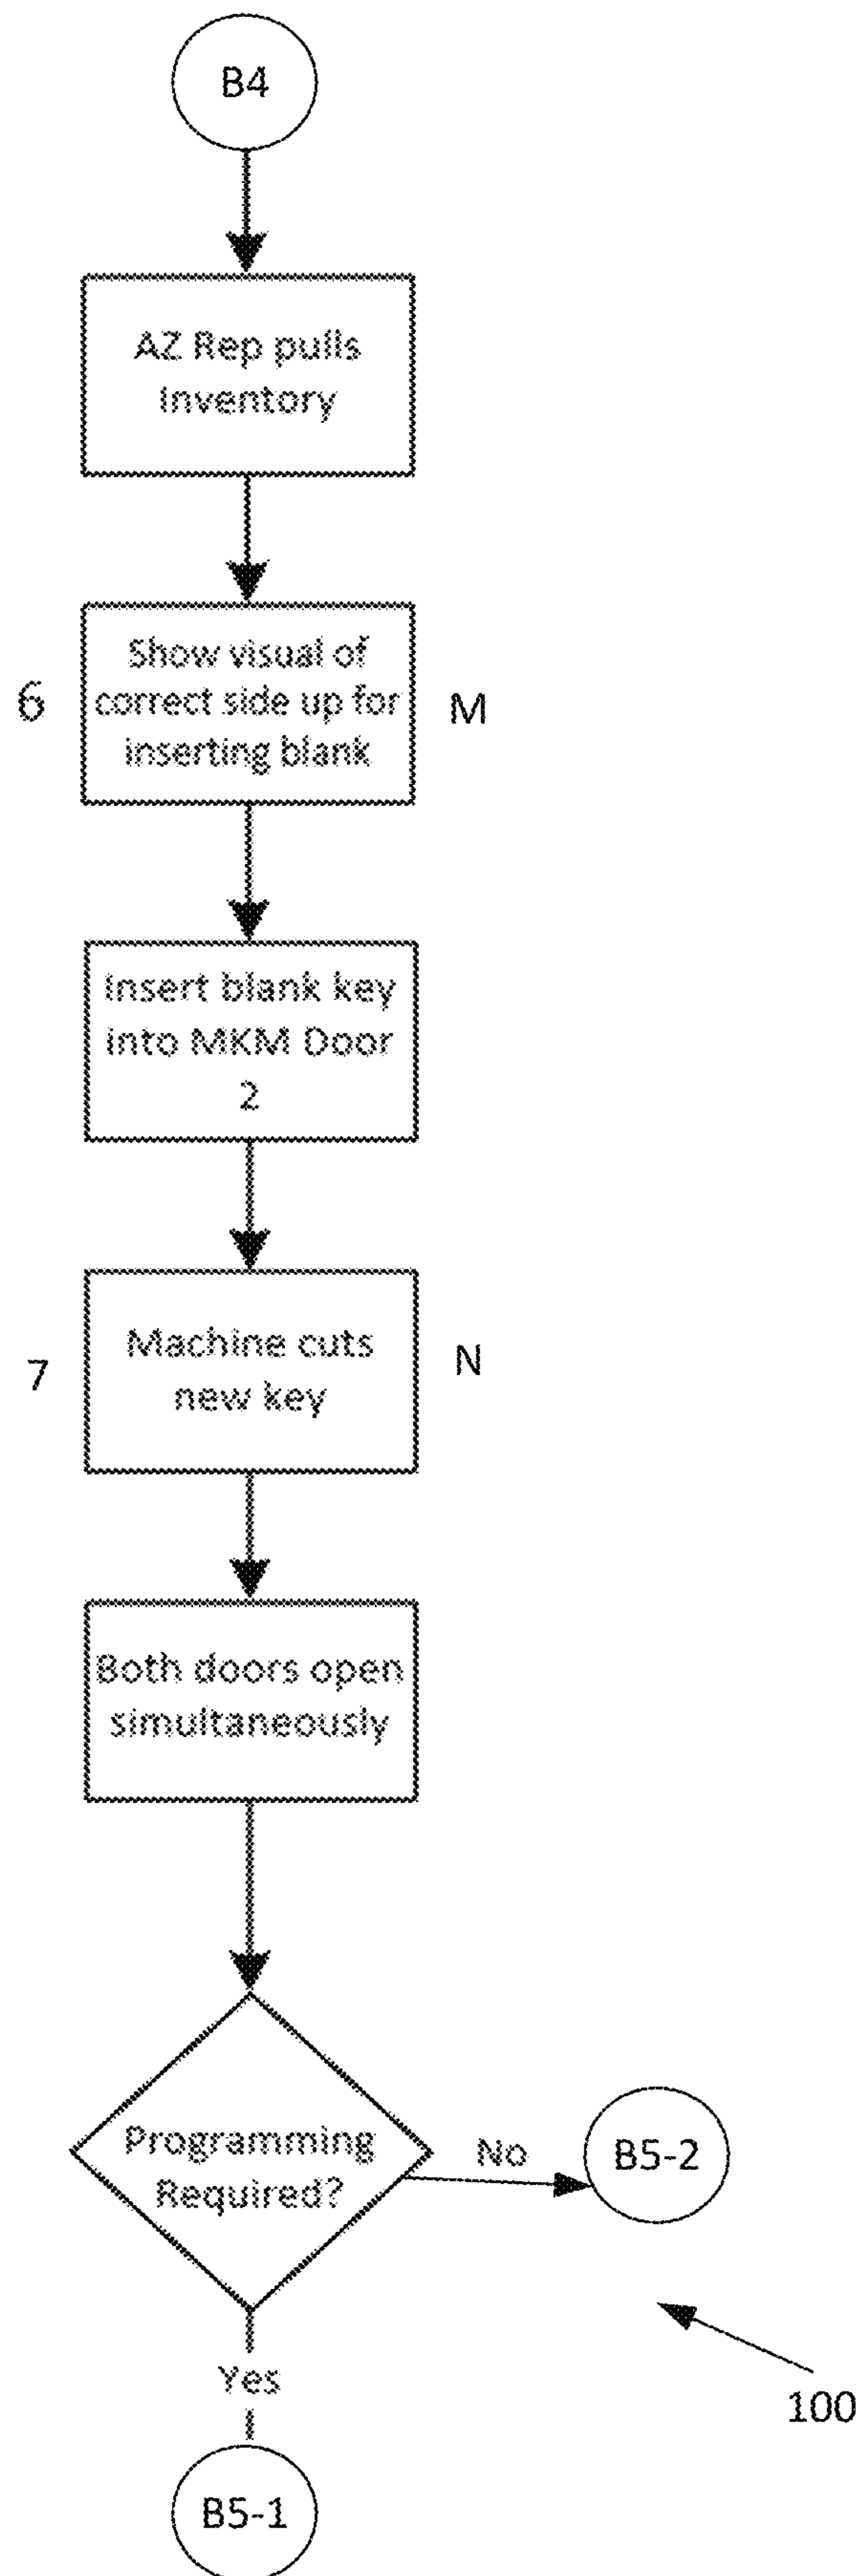 B4
AZ Rep pulls
Inventory
Show visual of
6 correct side up for M
inserting blank
Insert blank key
into MKM Door
2
Machine cuts
7 new key N
Both doors open
simultaneously
Programming
Required?
No
B5-2
Yes
100
B5-1